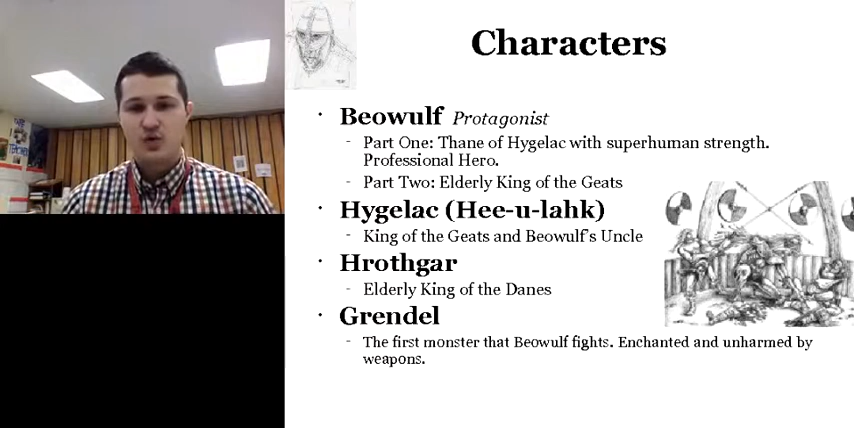 Characters
· Beowulf Protagonist
- Part One: Thane of Hygelac with superhuman strength.
Professional Hero.
- Part Two: Elderly King of the Geats
· Hygelac (Hee-u-lahk)
- King of the Geats and Beowulf's Uncle
· Hrothgar
- Elderly King of the Danes
· Grendel
- The first monster that Beowulf fights. Enchanted and unharmed by
weapons.